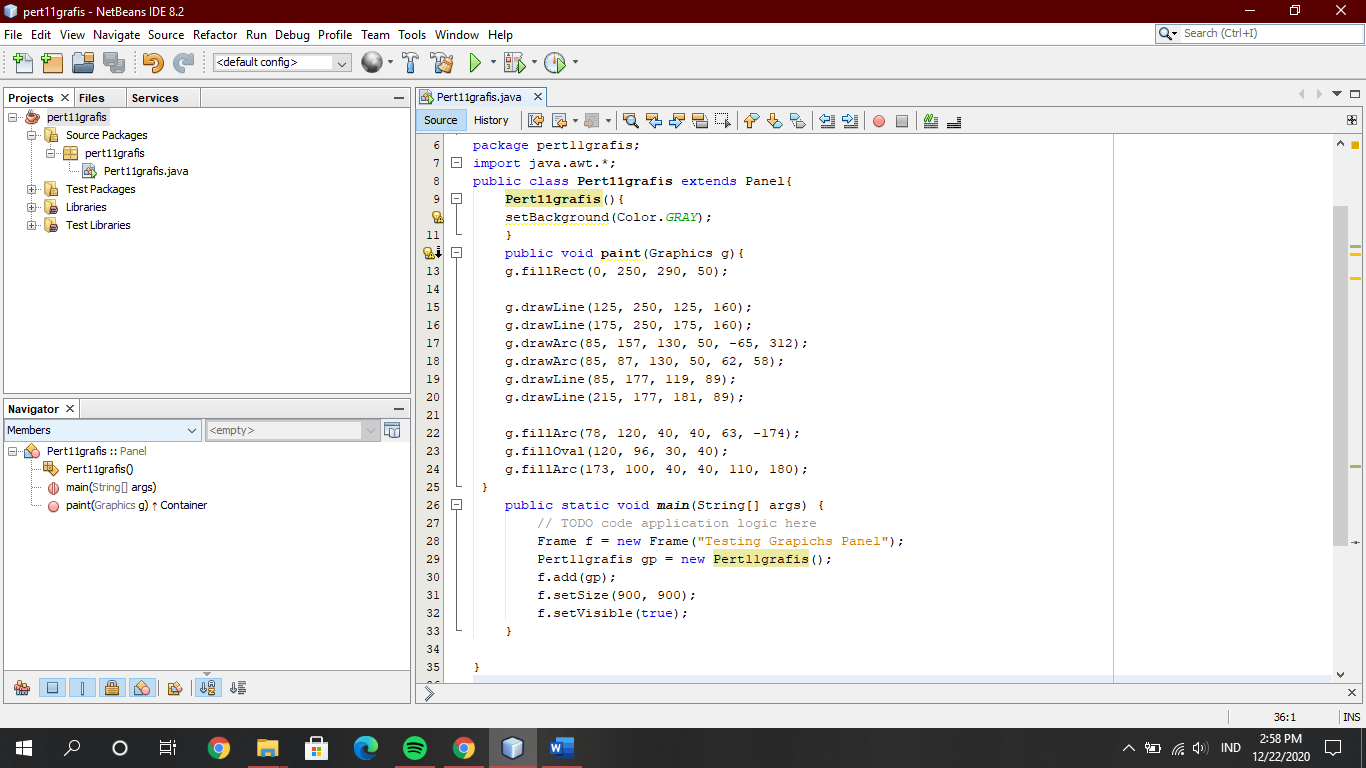 pert11grafis - NetBeans IDE 8.2
File Edit View Navigate Source Refactor Run Debug Profile Team Tools Window Help
Search (Ctrl+I)
<default config>
Projects Files Services
pert11grafis
Source Packages
pert11grafis
Pert11grafis.java
Test Packages
Libraries
Test Libraries
Navigator
Members
<empty>
Pert11grafis :: Panel
Pert11grafis()
main(String[] args)
paint(Graphics g) ↑ Container
Pert11grafis.java
Source History
6 package pert11grafis;
7 import java.awt.*;
8 public class Pert11grafis extends Panel{
9 Pert11grafis(){
setBackground(Color.GRAY);
11 }
public void paint(Graphics g){
13 g.fillRect(0, 250, 290, 50);
14
15 g.drawLine(125, 250, 125, 160);
16 g.drawLine(175, 250, 175, 160);
17 g.drawArc(85, 157, 130, 50, -65, 312);
18 g.drawArc(85, 87, 130, 50, 62, 58);
19 g.drawLine(85, 177, 119, 89);
20 g.drawLine(215, 177, 181, 89);
21
22 g.fillArc(78, 120, 40, 40, 63, -174);
23 g.fillOval(120, 96, 30, 40);
24 g.fillArc(173, 100, 40, 40, 110, 180);
25 }
26 public static void main(String[] args) {
27 // TODO code application logic here
28 Frame f = new Frame("Testing Grapichs Panel");
29 Pert11grafis gp = new Pert11grafis();
30 f.add(gp);
31 f.setSize(900, 900);
32 f.setVisible(true);
33 }
34
35 }
36:1 INS
IND
2:58 PM
12/22/2020